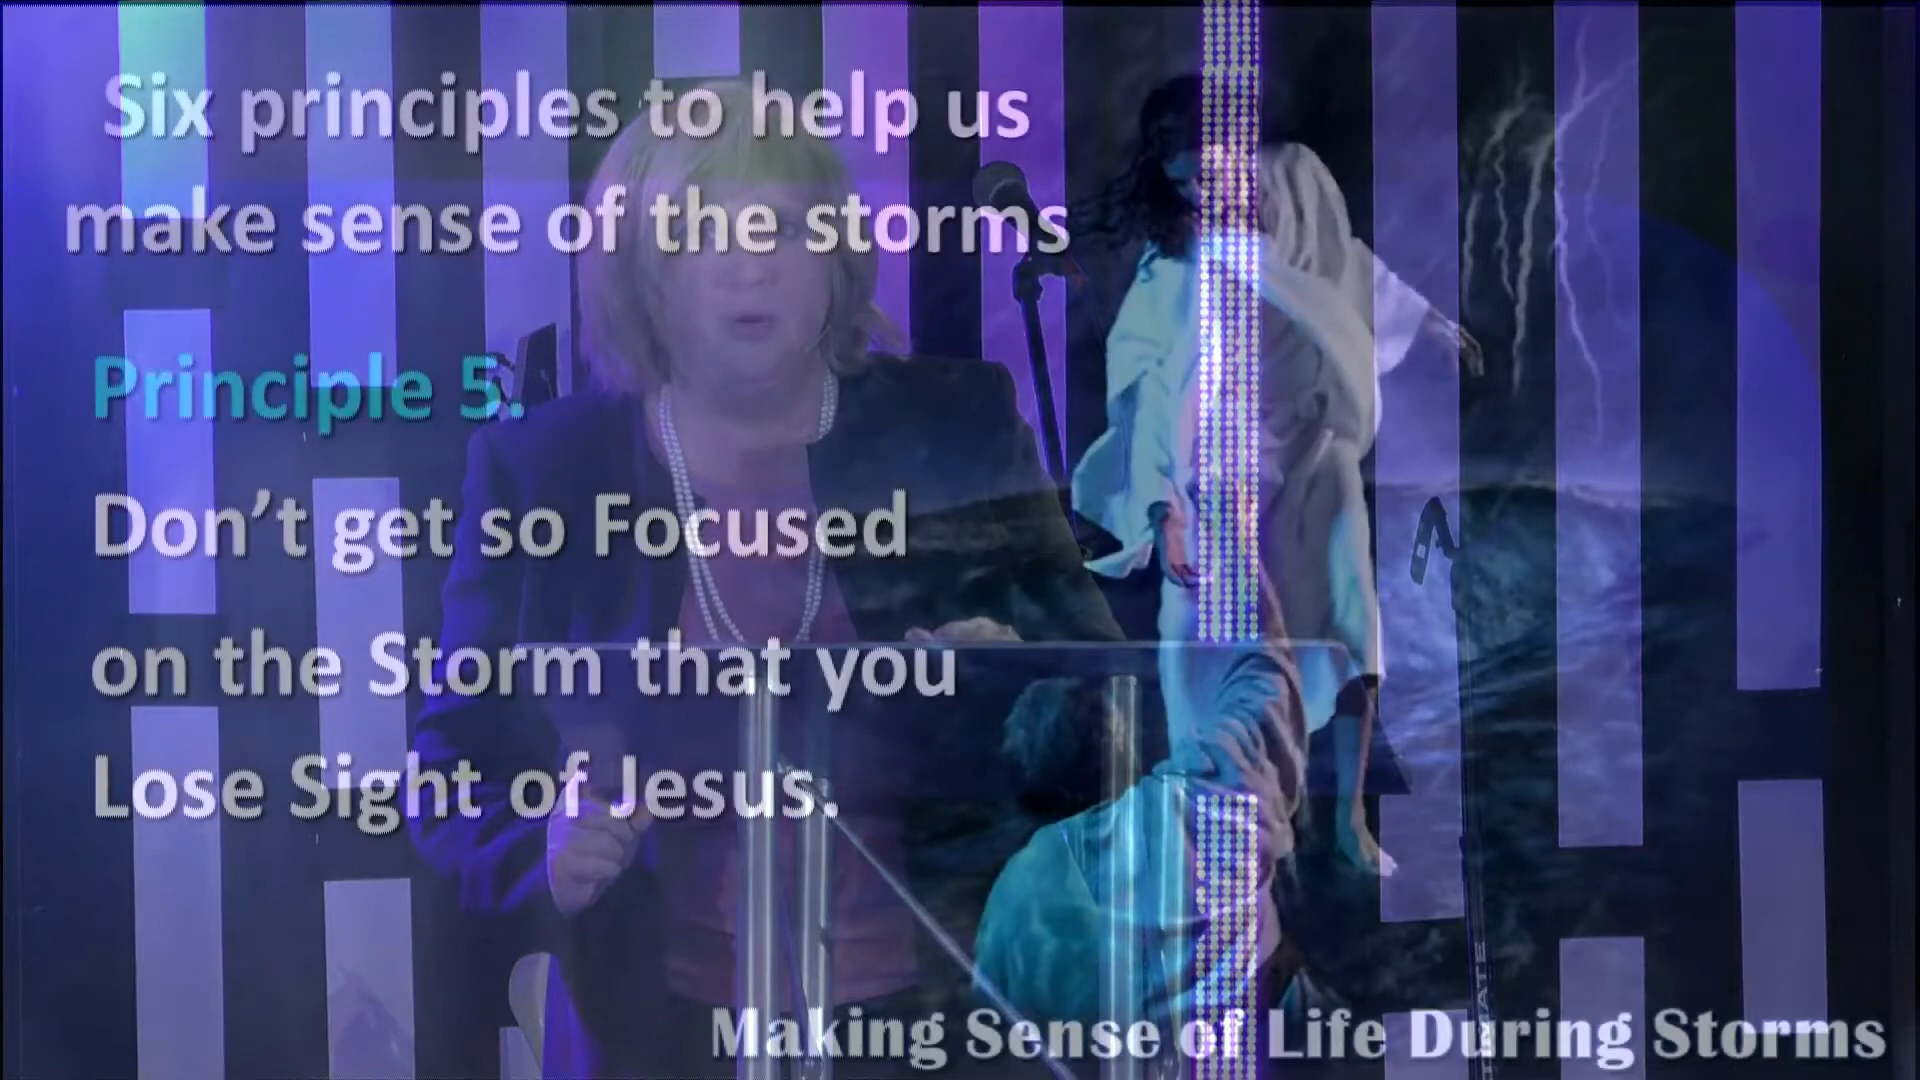 Six principles to help us
make sense of the storms
Principle 5.
Don’t get so Focused
on the Storm that you
Lose Sight of Jesus.
Making Sense of Life During Storms